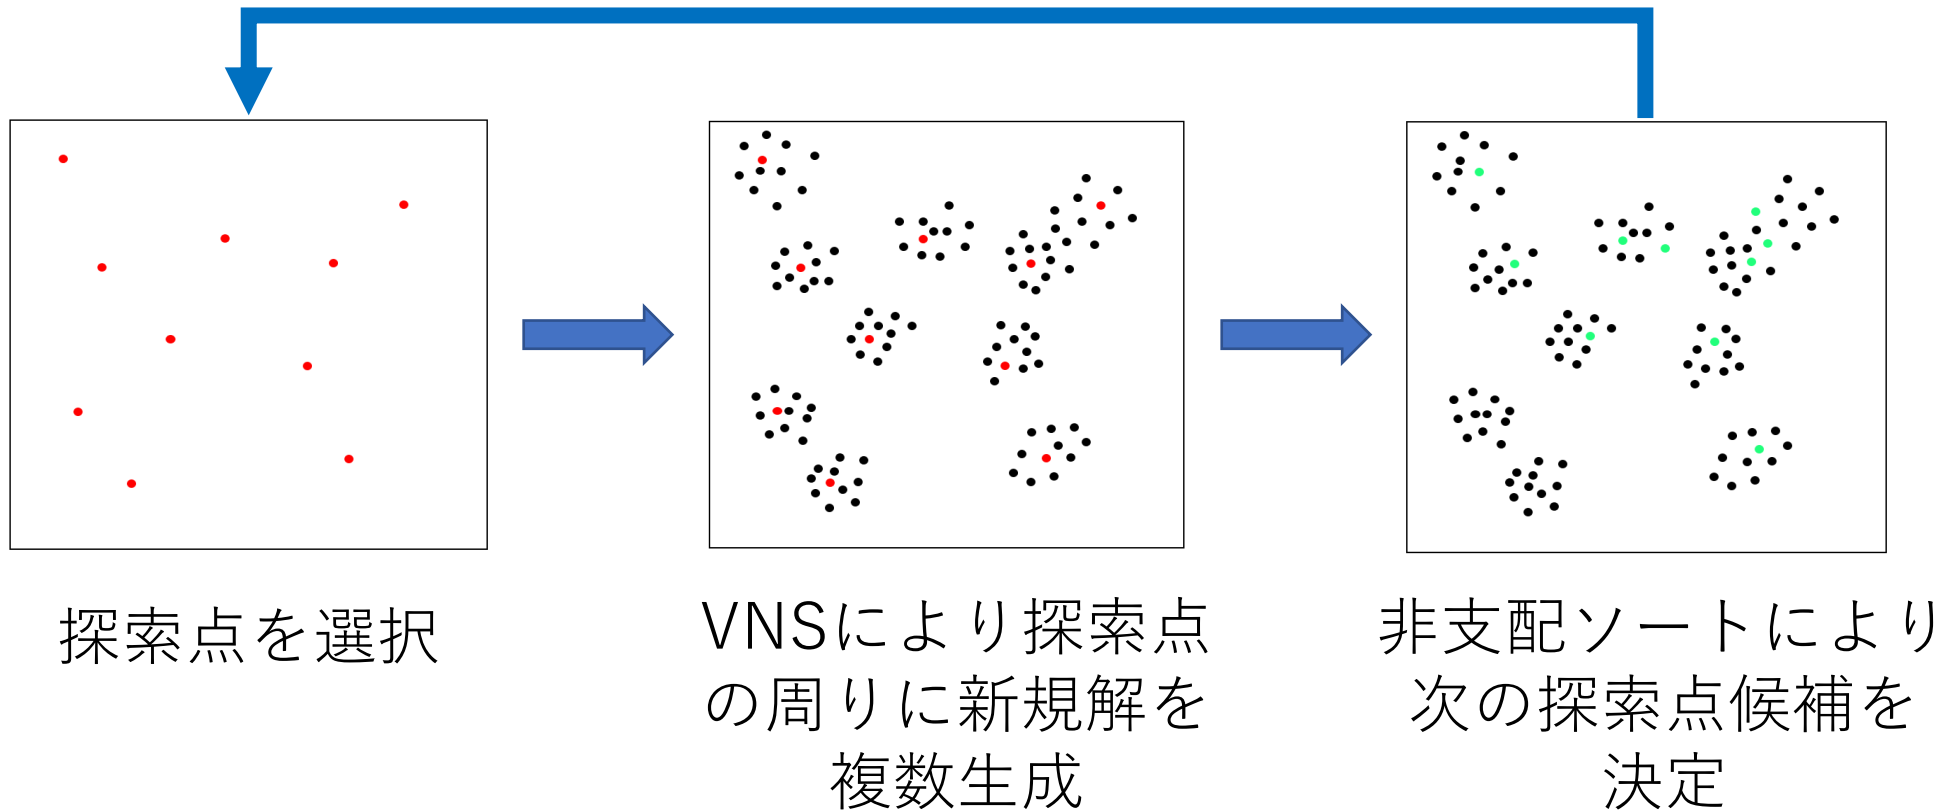 探索点を選択
VNSにより探索点
の周りに新規解を
複数生成
非支配ソートにより
次の探索点候補を
決定